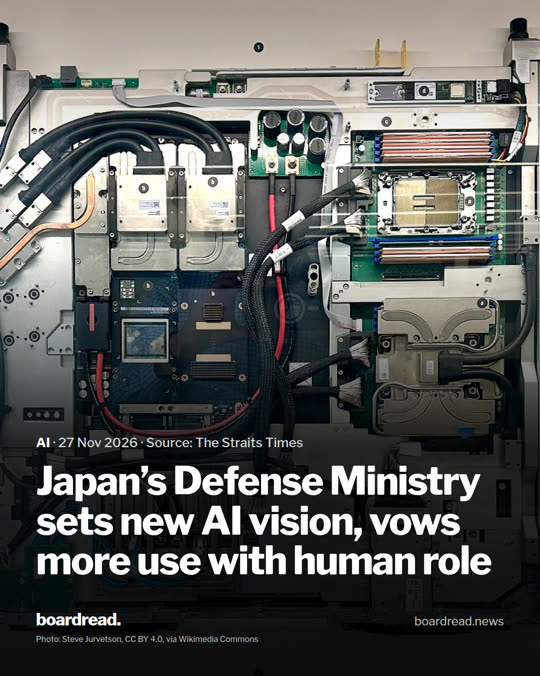 AI · 27 Nov 2026 · Source: The Straits Times
Japan’s Defense Ministry
sets new AI vision, vows
more use with human role
boardread.
boardread.news
Photo: Steve Jurvetson, CC BY 4.0, via Wikimedia Commons